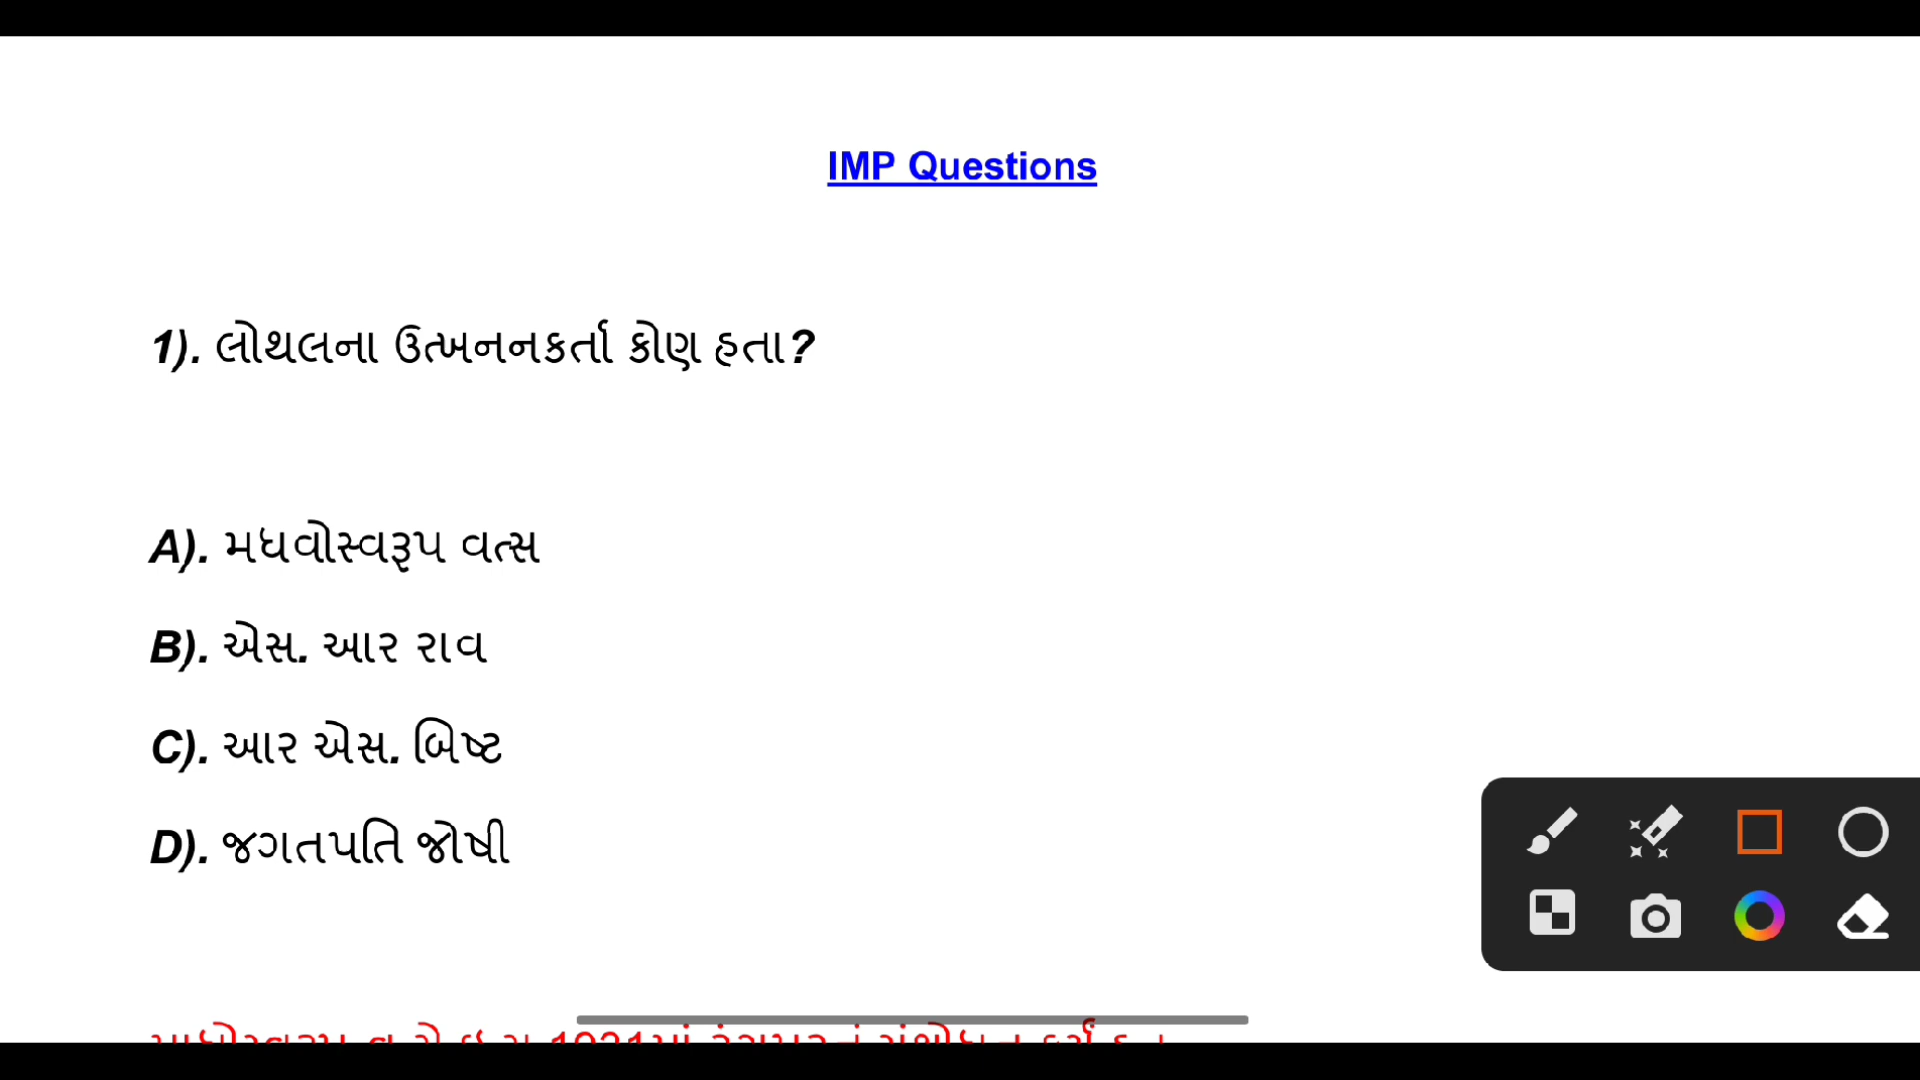 IMP Questions
1). લોથલના ઉત્ખનનકર્તા કોણ હતા?
A). મધવોસ્વરૂપ વત્સ
B). એસ. આર રાવ
C). આર એસ. બિષ્ટ
D). જગતપતિ જોષી